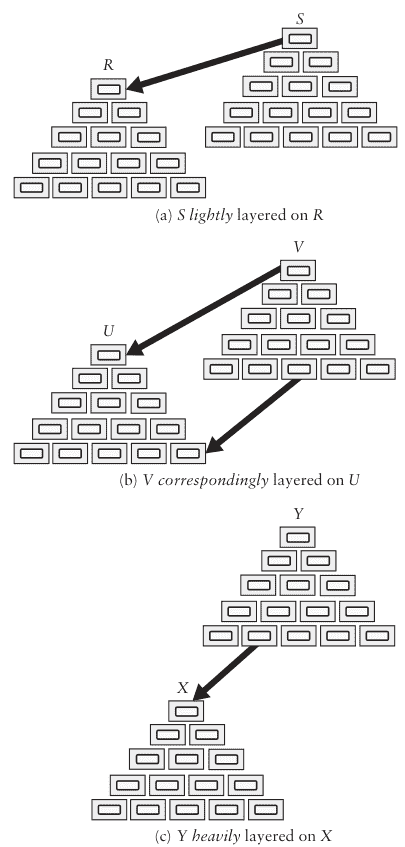 S
R
(a) S lightly layered on R
V
U
(b) V correspondingly layered on U
Y
X
(c) Y heavily layered on X